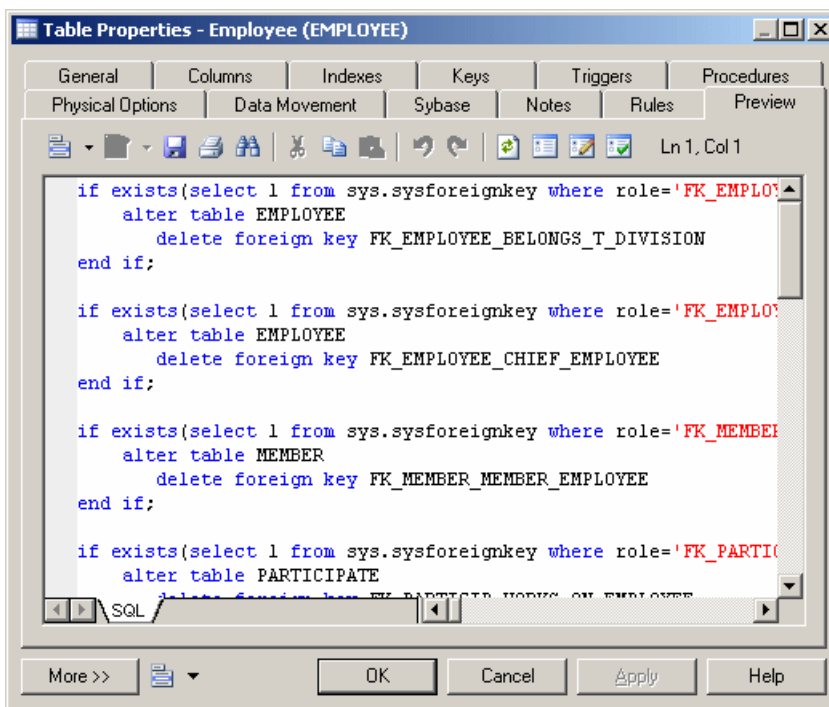 Table Properties - Employee (EMPLOYEE)
General Columns Indexes Keys Triggers Procedures
Physical Options Data Movement Sybase Notes Rules Preview
Ln 1, Col 1
if exists(select 1 from sys.sysforeignkey where role='FK_EMPLOY
alter table EMPLOYEE
delete foreign key FK_EMPLOYEE_BELONGS_T_DIVISION
end if;
if exists(select 1 from sys.sysforeignkey where role='FK_EMPLOY
alter table EMPLOYEE
delete foreign key FK_EMPLOYEE_CHIEF_EMPLOYEE
end if;
if exists(select 1 from sys.sysforeignkey where role='FK_MEMBER
alter table MEMBER
delete foreign key FK_MEMBER_MEMBER_EMPLOYEE
end if;
if exists(select 1 from sys.sysforeignkey where role='FK_PARTIC
alter table PARTICIPATE
delete foreign key FK_PARTICIP_WORKS_ON_EMPLOYEE
SQL
More >> OK Cancel Apply Help